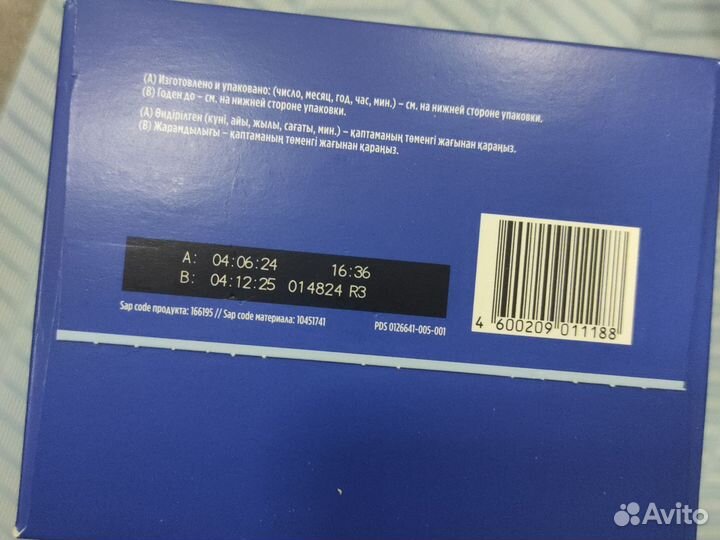 (А) Изготовлено и упаковано: (число, месяц, год, час, мин.) – см. на нижней стороне упаковки.
(В) Годен до – см. на нижней стороне упаковки.
(А) Өндірілген (күні, айы, жылы, сағаты, мин.) – қаптаманың төменгі жағынан қараңыз.
(В) Жарамдылығы – қаптаманың төменгі жағынан қараңыз.
A: 04:06:24 16:36
B: 04:12:25 014824 R3
Sap code продукта: 166195 // Sap code материала: 10451741
PDS 0126641-005-001
4 600209 011188
Avito